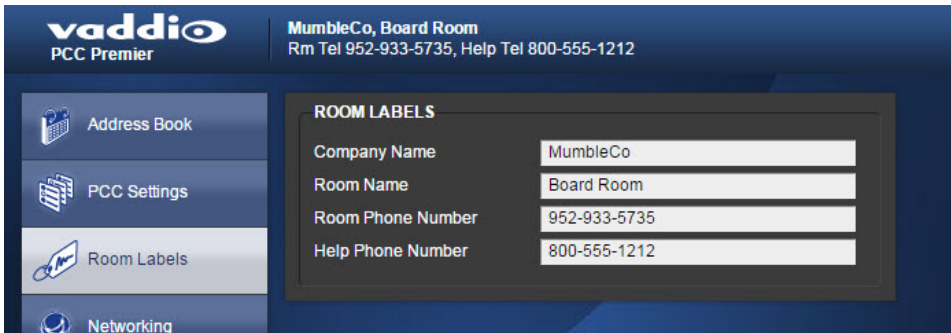 vaddio
PCC Premier
MumbleCo, Board Room
Rm Tel 952-933-5735, Help Tel 800-555-1212
Address Book
PCC Settings
Room Labels
Networking
ROOM LABELS
Company Name MumbleCo
Room Name Board Room
Room Phone Number 952-933-5735
Help Phone Number 800-555-1212